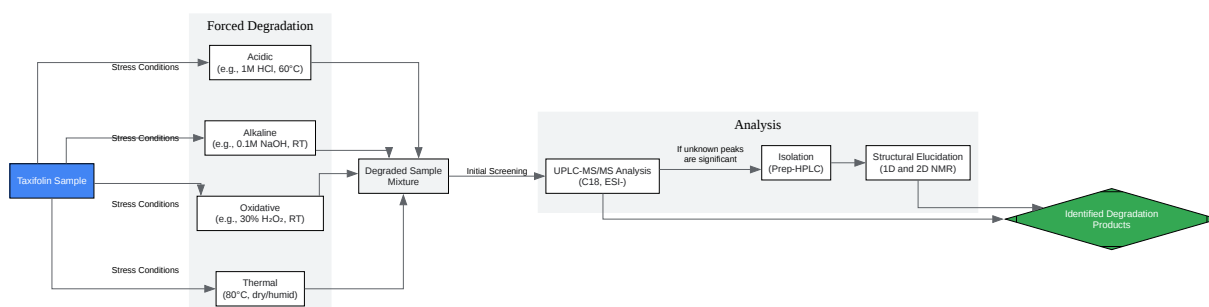 Forced Degradation
Acidic
(e.g., 1M HCl, 60°C)
Stress Conditions
Alkaline
(e.g., 0.1M NaOH, RT)
Stress Conditions
Taxifolin Sample
Stress Conditions
Oxidative
(e.g., 30% H₂O₂, RT)
Stress Conditions
Thermal
(80°C, dry/humid)
Degraded Sample
Mixture
Initial Screening
Analysis
UPLC-MS/MS Analysis
(C18, ESI-)
If unknown peaks
are significant
Isolation
(Prep-HPLC)
Structural Elucidation
(1D and 2D NMR)
Identified Degradation
Products